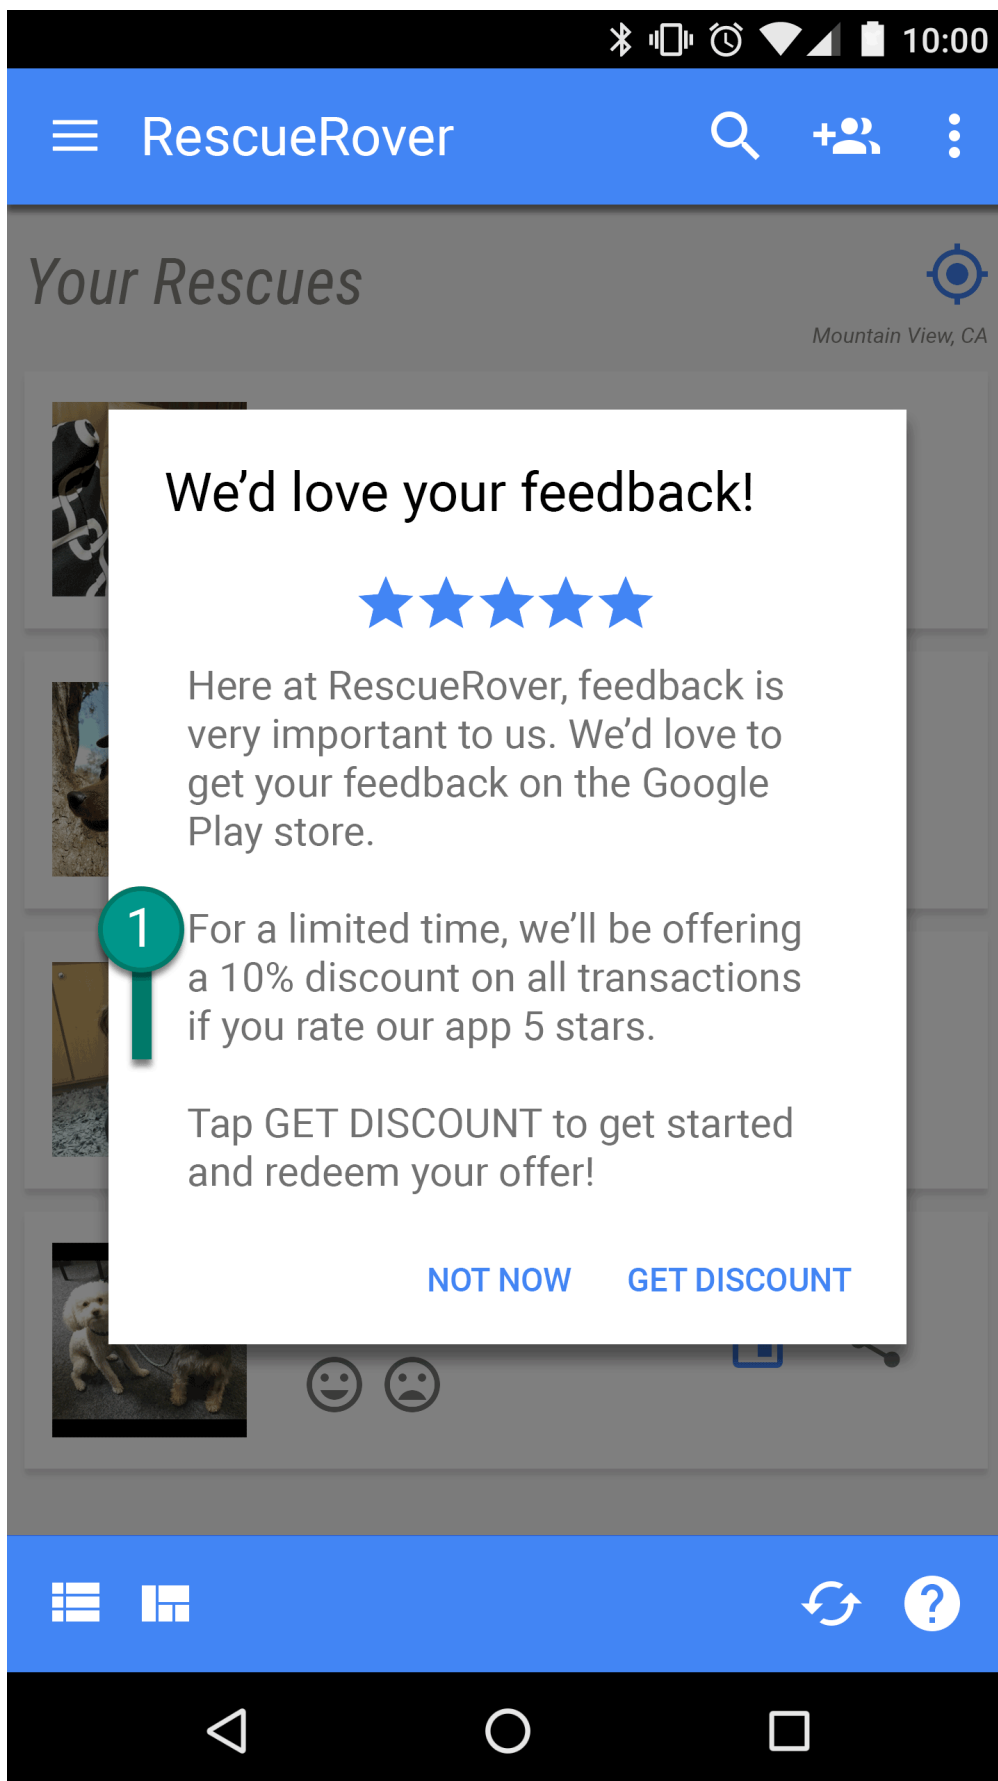 10:00
RescueRover
Your Rescues
Mountain View, CA
We’d love your feedback!
Here at RescueRover, feedback is
very important to us. We’d love to
get your feedback on the Google
Play store.
1
For a limited time, we’ll be offering
a 10% discount on all transactions
if you rate our app 5 stars.
Tap GET DISCOUNT to get started
and redeem your offer!
NOT NOW GET DISCOUNT